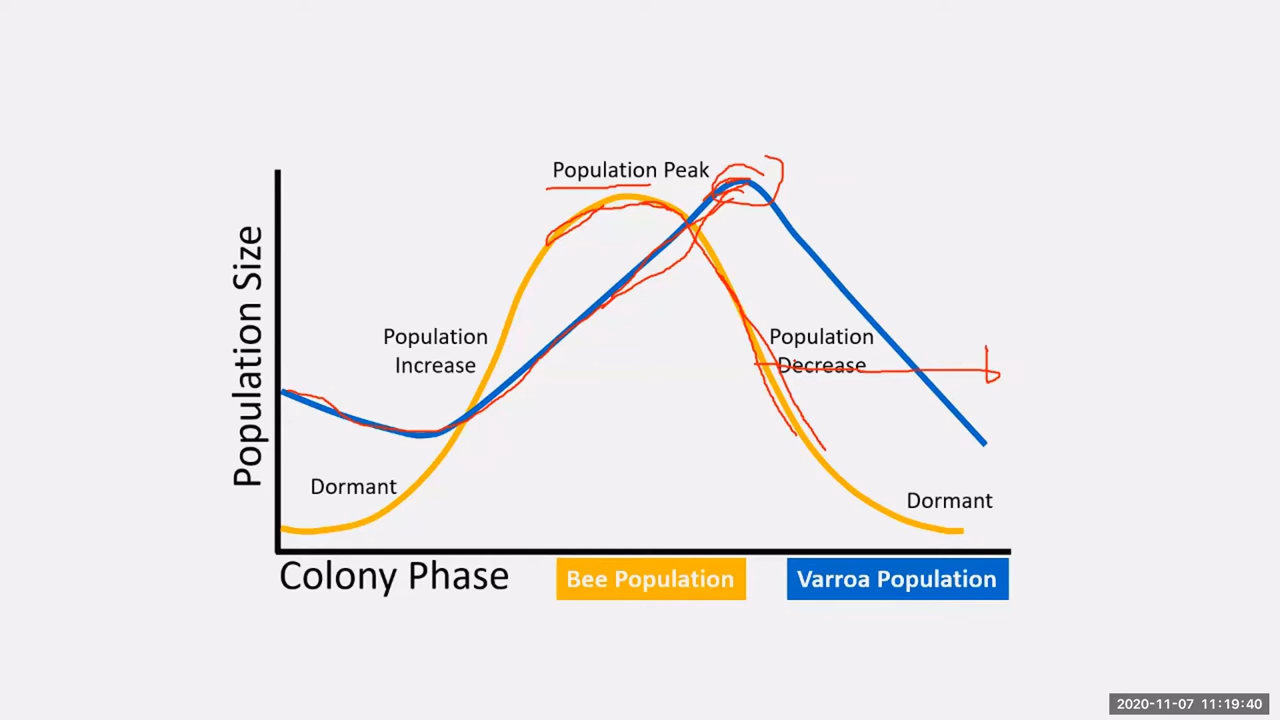 Population Peak
Population Size
Population
Increase
Population
Decrease
Dormant
Dormant
Colony Phase
Bee Population
Varroa Population
2020-11-07 11:19:40